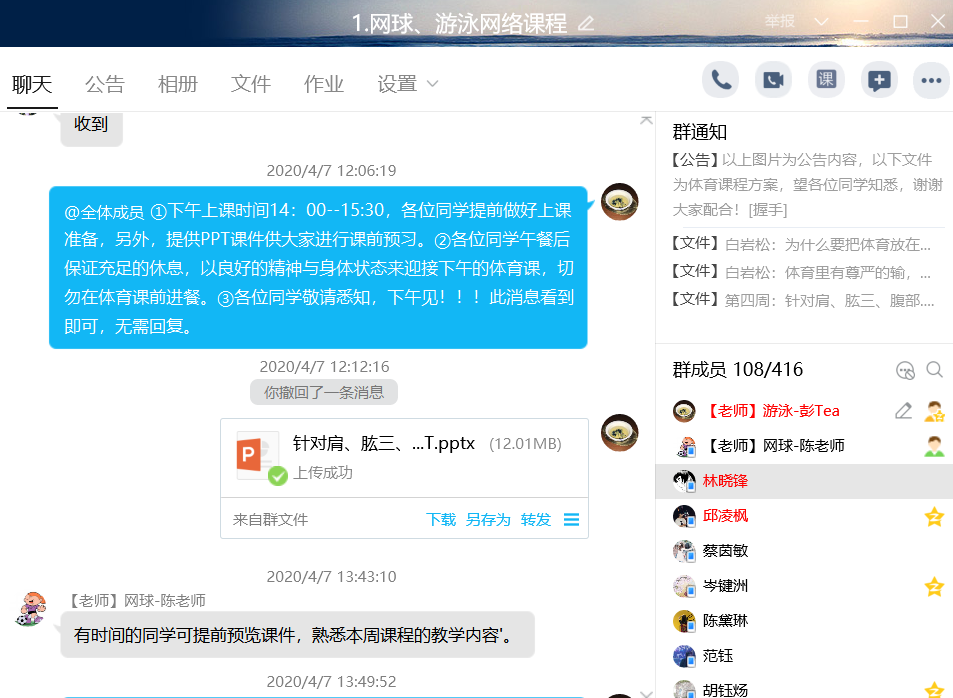 1.网球、游泳网络课程
举报
聊天 公告 相册 文件 作业 设置
课
收到
2020/4/7 12:06:19
@全体成员 ①下午上课时间14：00--15:30，各位同学提前做好上课
准备，另外，提供PPT课件供大家进行课前预习。②各位同学午餐后
保证充足的休息，以良好的精神与身体状态来迎接下午的体育课，切
勿在体育课前进餐。③各位同学敬请悉知，下午见！！！此消息看到
即可，无需回复。
2020/4/7 12:12:16
你撤回了一条消息
P
针对肩、肱三、...T.pptx (12.01MB)
上传成功
来自群文件 下载 另存为 转发
2020/4/7 13:43:10
【老师】网球-陈老师
有时间的同学可提前预览课件，熟悉本周课程的教学内容'。
2020/4/7 13:49:52
群通知
【公告】以上图片为公告内容，以下文件
为体育课程方案，望各位同学知悉，谢谢
大家配合！[握手]
【文件】白岩松：为什么要把体育放在...
【文件】白岩松：体育里有尊严的输，...
【文件】第四周：针对肩、肱三、腹部....
群成员 108/416
【老师】游泳-彭Tea
【老师】网球-陈老师
林晓锋
邱凌枫
蔡茵敏
岑键洲
陈黛琳
范钰
胡钰炀